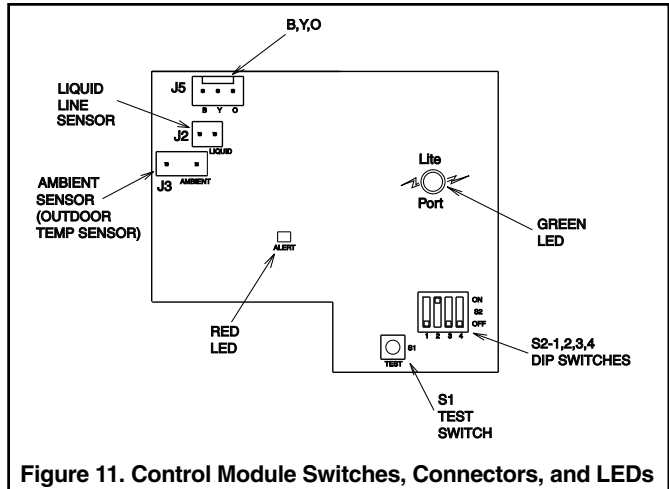 B,Y,O
J5
B Y O
LIQUID
LINE
SENSOR
J2
LIQUID
J3
AMBIENT
AMBIENT
SENSOR
(OUTDOOR
TEMP SENSOR)
Lite
Port
GREEN
LED
ALERT
RED
LED
ON
S2
OFF
1 2 3 4
S2-1,2,3,4
DIP SWITCHES
S1
TEST
S1
TEST
SWITCH
Figure 11. Control Module Switches, Connectors, and LEDs